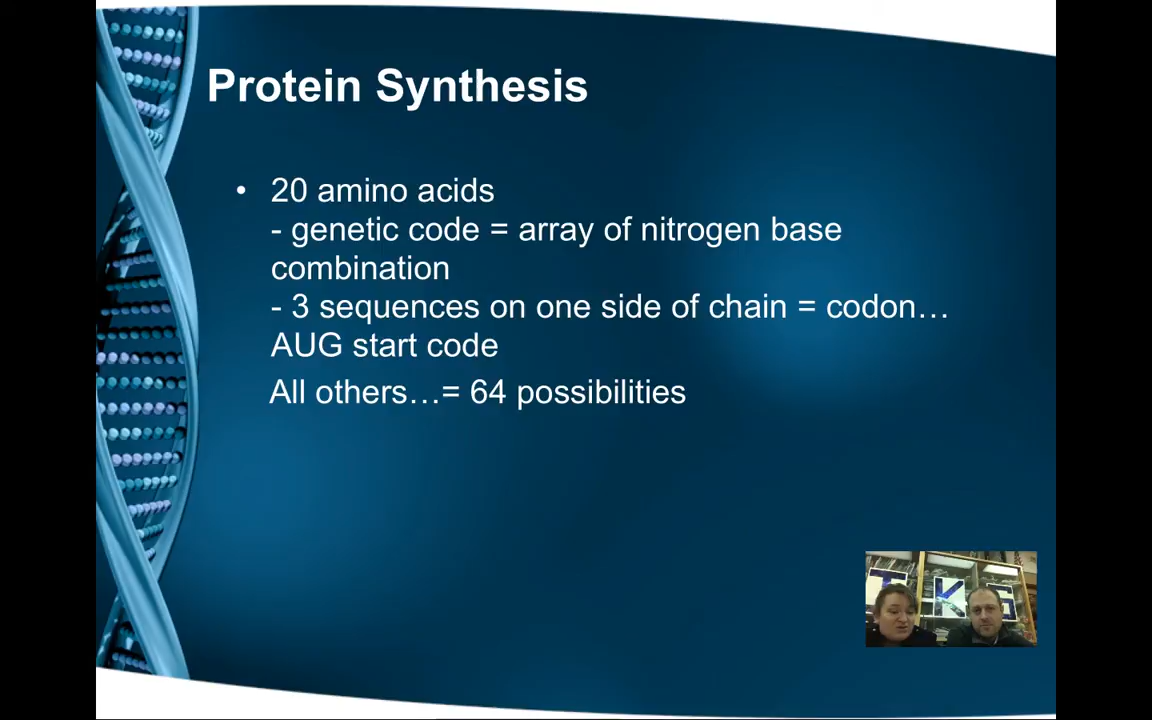 Protein Synthesis
• 20 amino acids
- genetic code = array of nitrogen base
combination
- 3 sequences on one side of chain = codon…
AUG start code
All others…= 64 possibilities
T K S